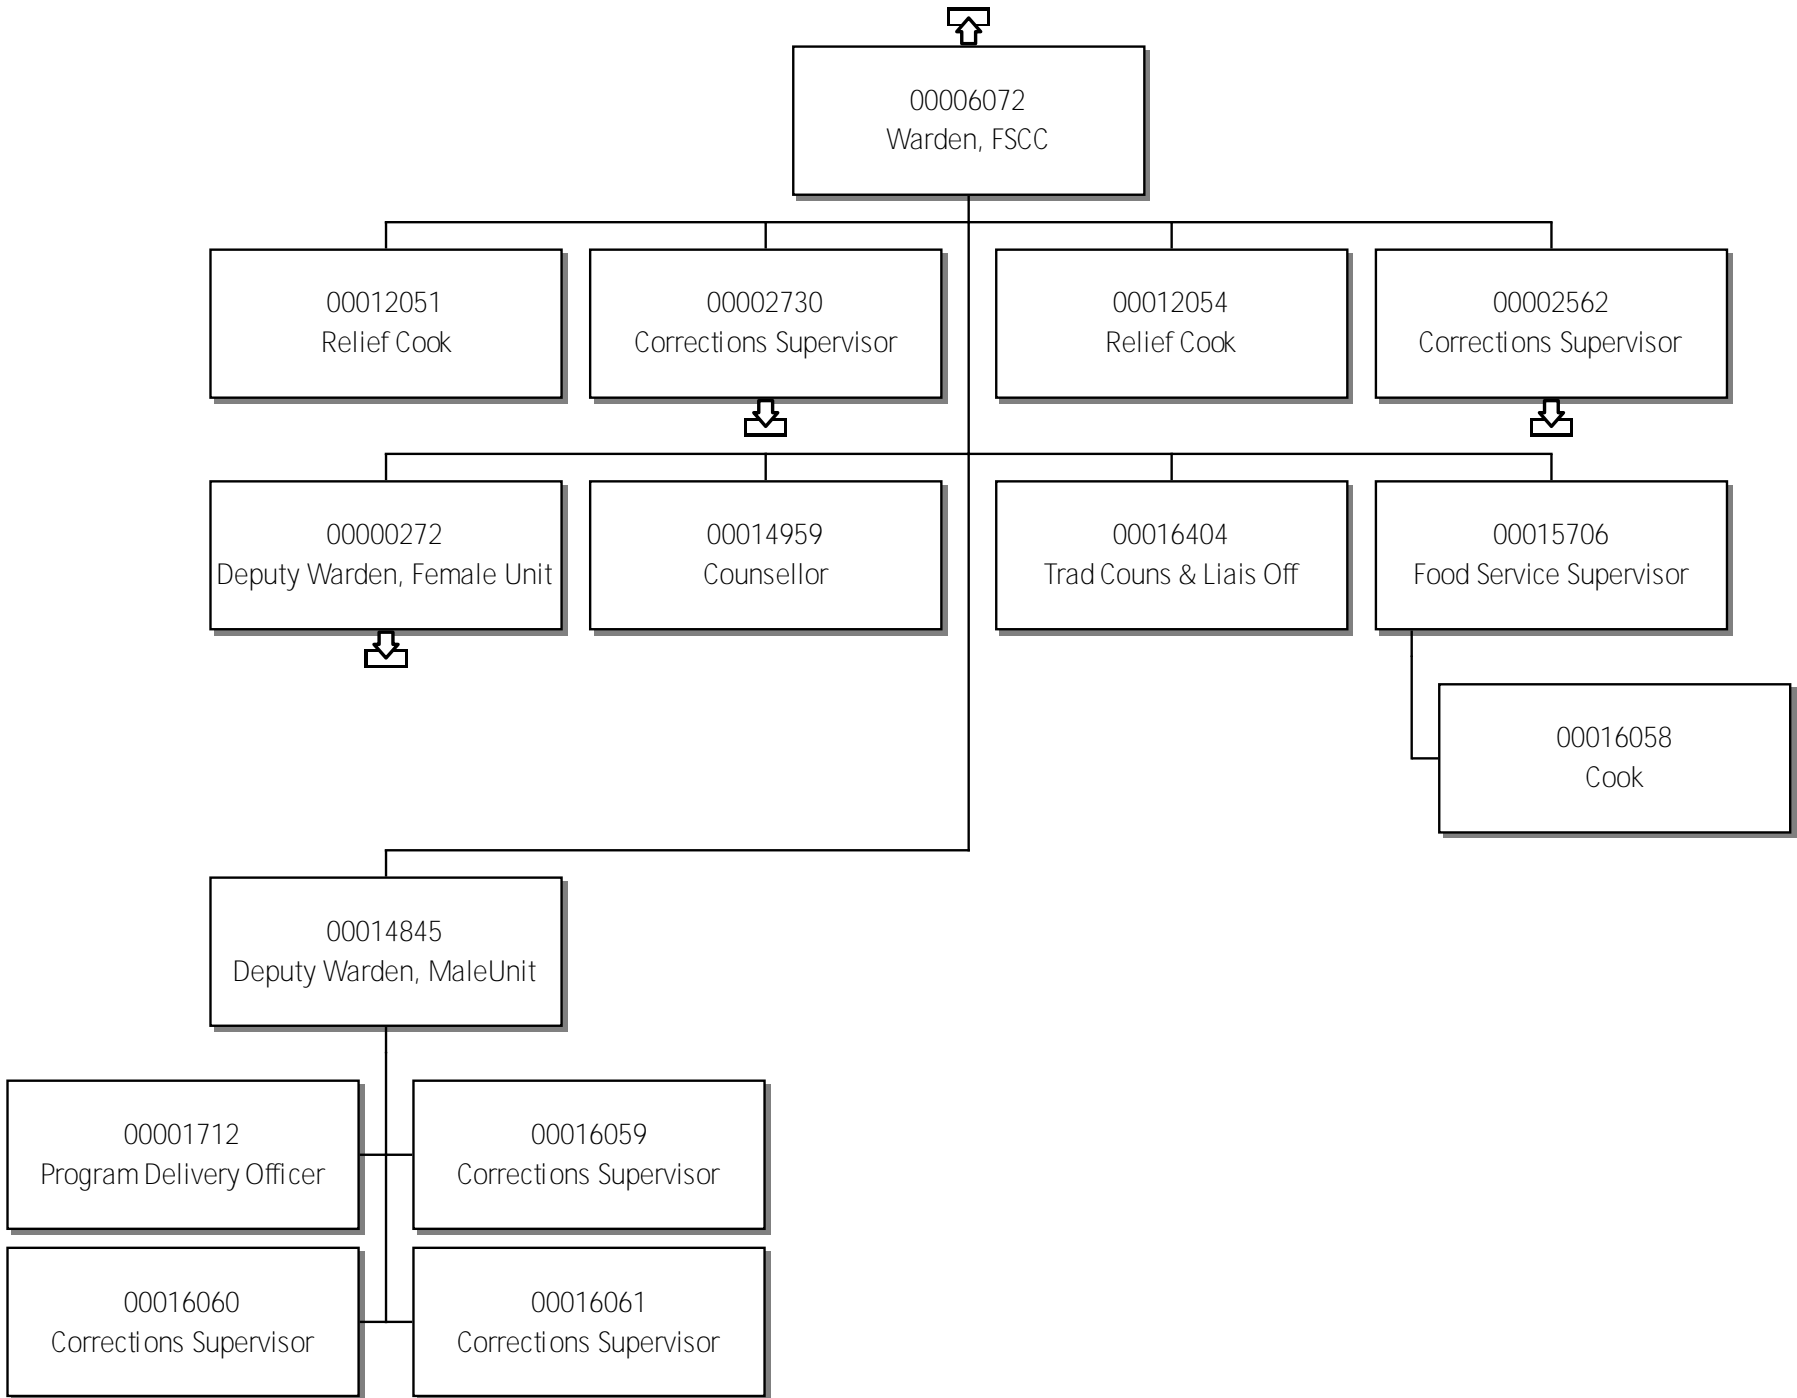 00006072
Warden, FSCC
00012051
Relief Cook
00002730
Corrections Supervisor
00012054
Relief Cook
00002562
Corrections Supervisor
00000272
Deputy Warden, Female Unit
00014959
Counsellor
00016404
Trad Couns & Liais Off
00015706
Food Service Supervisor
00016058
Cook
00014845
Deputy Warden, MaleUnit
00001712
Program Delivery Officer
00016059
Corrections Supervisor
00016060
Corrections Supervisor
00016061
Corrections Supervisor